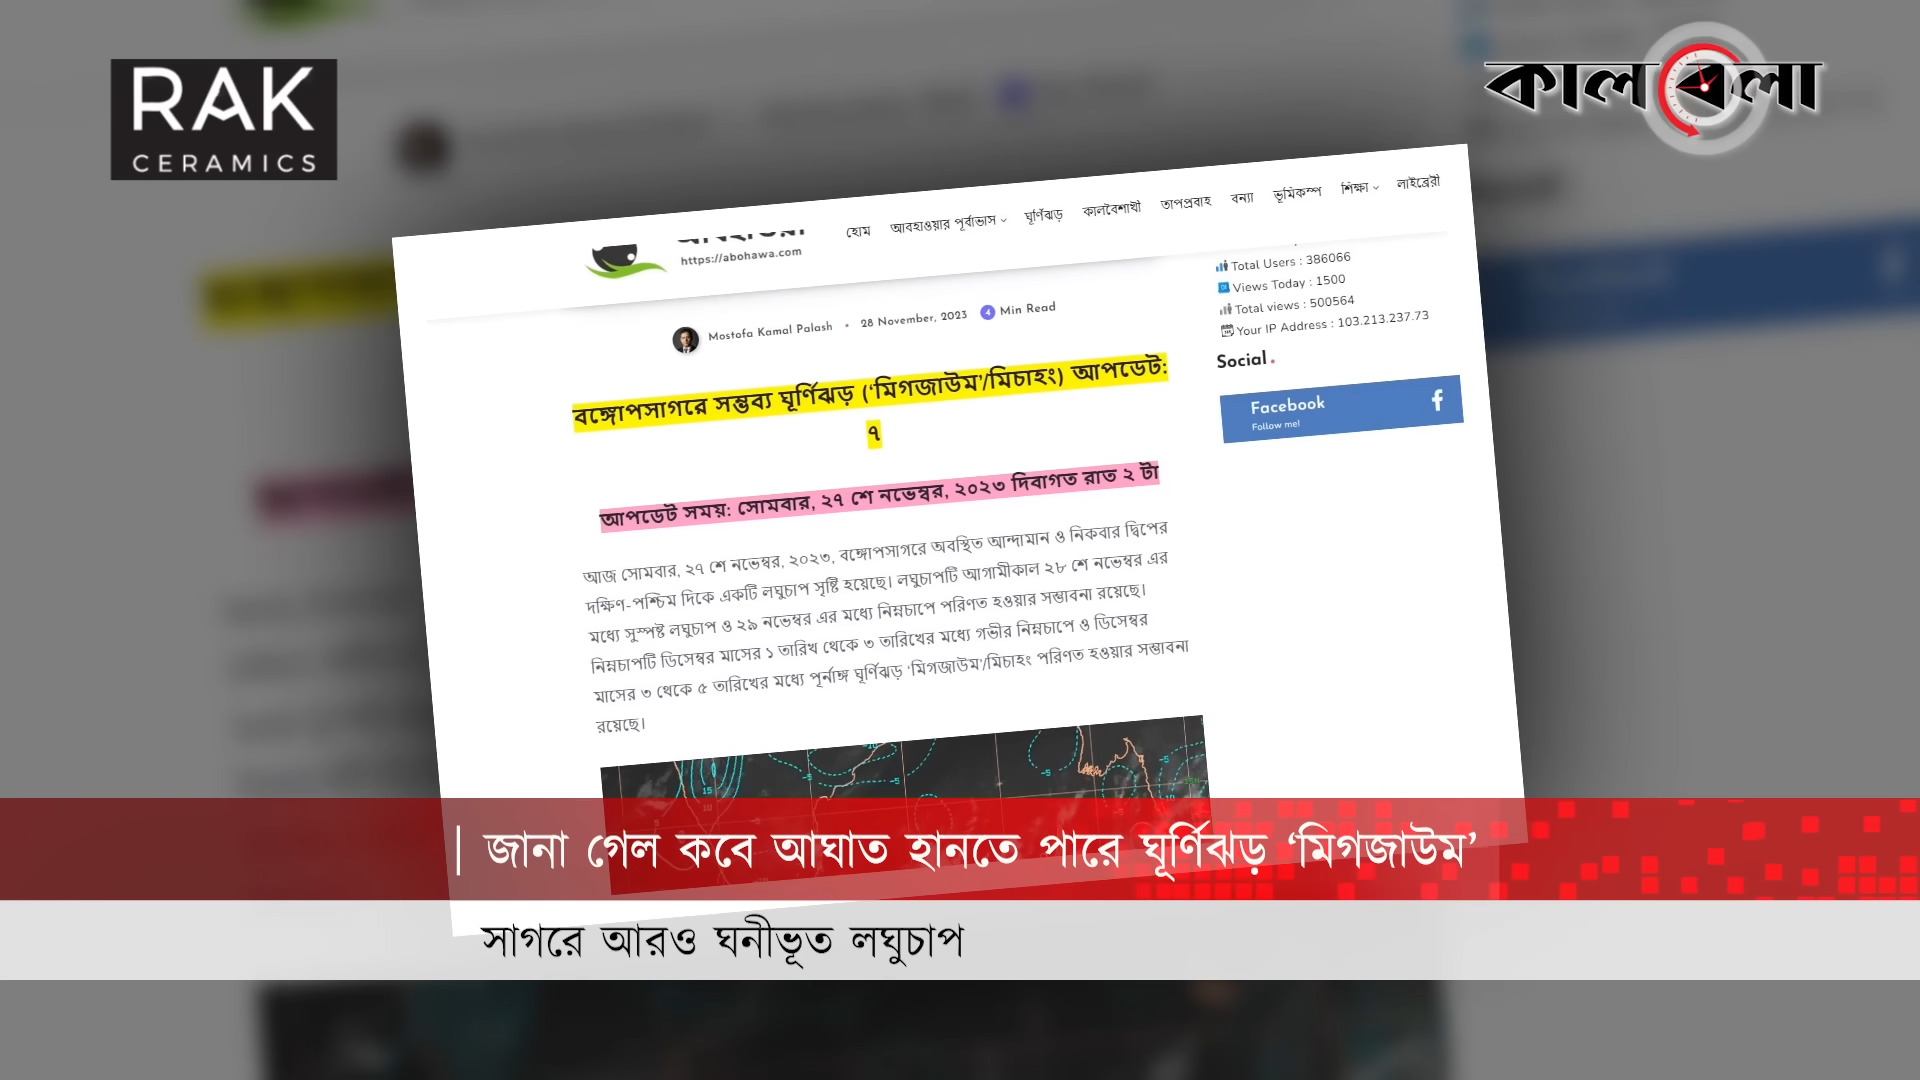 RAK
CERAMICS
কালবেলা
https://abohawa.com
হোম আবহাওয়ার পূর্বাভাস ঘূর্ণিঝড় কালবৈশাখী তাপপ্রবাহ বন্যা ভূমিকম্প শিক্ষা লাইব্রেরী
Mostofa Kamal Palash • 28 November, 2023 4 Min Read
Total Users : 386066
Views Today : 1500
Total views : 500564
Your IP Address : 103.213.237.73
Social.
Facebook
Follow me!
বঙ্গোপসাগরে সম্ভব্য ঘূর্ণিঝড় (‘মিগজাউম’/মিচাহং) আপডেট:
৭
আপডেট সময়: সোমবার, ২৭ শে নভেম্বর, ২০২৩ দিবাগত রাত ২ টা
আজ সোমবার, ২৭ শে নভেম্বর, ২০২৩, বঙ্গোপসাগরে অবস্থিত আন্দামান ও নিকবার দ্বিপের
দক্ষিণ-পশ্চিম দিকে একটি লঘুচাপ সৃষ্টি হয়েছে। লঘুচাপটি আগামীকাল ২৮ শে নভেম্বর এর
মধ্যে সুস্পষ্ট লঘুচাপ ও ২৯ নভেম্বর এর মধ্যে নিম্নচাপে পরিণত হওয়ার সম্ভাবনা রয়েছে।
নিম্নচাপটি ডিসেম্বর মাসের ১ তারিখ থেকে ৩ তারিখের মধ্যে গভীর নিম্নচাপে ও ডিসেম্বর
মাসের ৩ থেকে ৫ তারিখের মধ্যে পূর্নাঙ্গ ঘূর্ণিঝড় ‘মিগজাউম’/মিচাহং পরিণত হওয়ার সম্ভাবনা
রয়েছে।
| জানা গেল কবে আঘাত হানতে পারে ঘূর্ণিঝড় ‘মিগজাউম’
সাগরে আরও ঘনীভূত লঘুচাপ